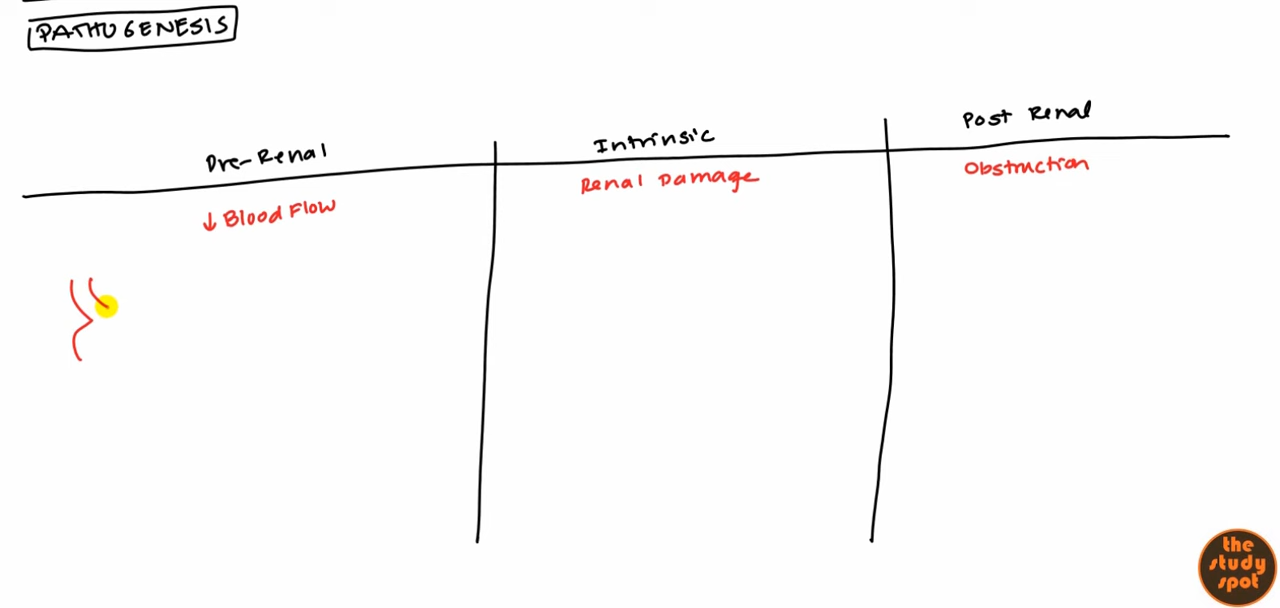 PATHOGENESIS
Pre-Renal
Intrinsic
Post Renal
↓ Blood Flow
Renal Damage
Obstruction
the
study
spot